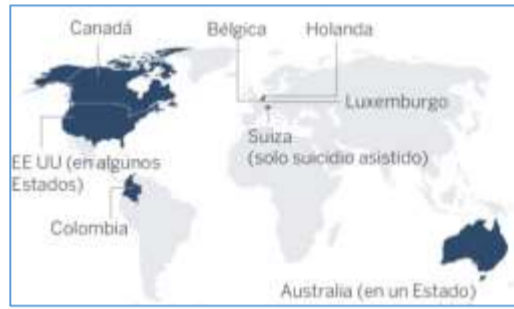 Canadá
Bélgica
Holanda
Luxemburgo
Suiza
(solo suicidio asistido)
EE UU (en algunos
Estados)
Colombia
Australia (en un Estado)